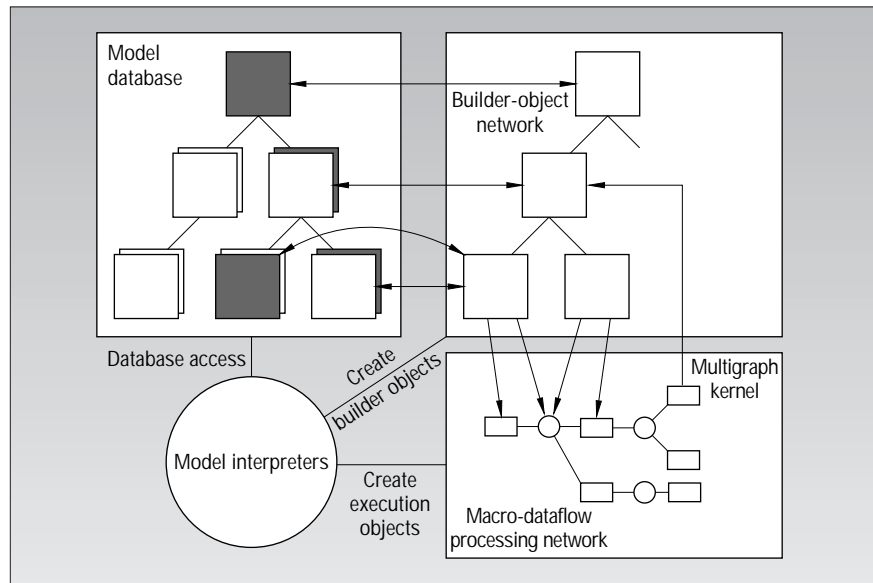 Model
database
Builder-object
network
Database access
Create
builder objects
Multigraph
kernel
Model interpreters
Create
execution
objects
Macro-dataflow
processing network